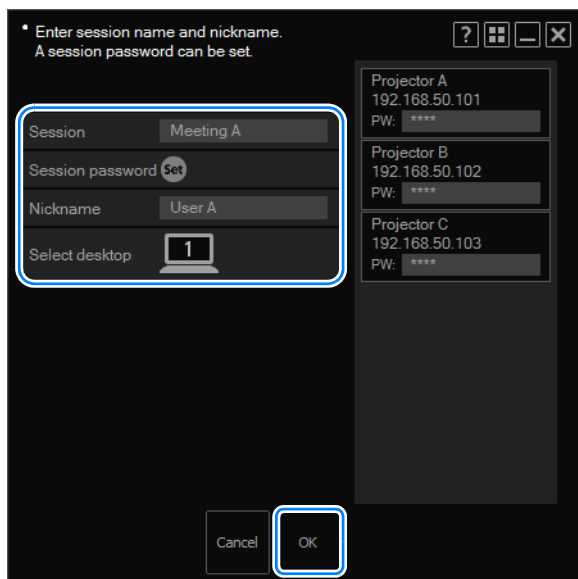 • Enter session name and nickname.
A session password can be set.
?
Session Meeting A
Session password Set
Nickname User A
Select desktop 1
Projector A
192.168.50.101
PW: ****
Projector B
192.168.50.102
PW: ****
Projector C
192.168.50.103
PW: ****
Cancel OK